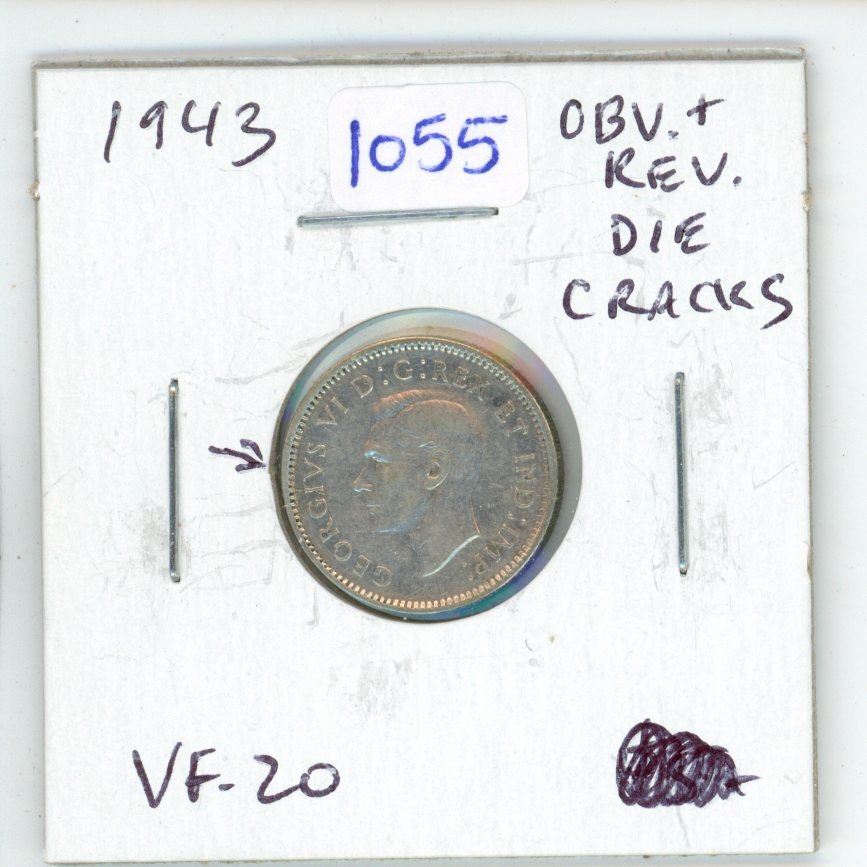 1943
1055
OBV. +
REV.
DIE
CRACKS
GEORGIVS VI D:G:REX ET IND:IMP:
VF-20